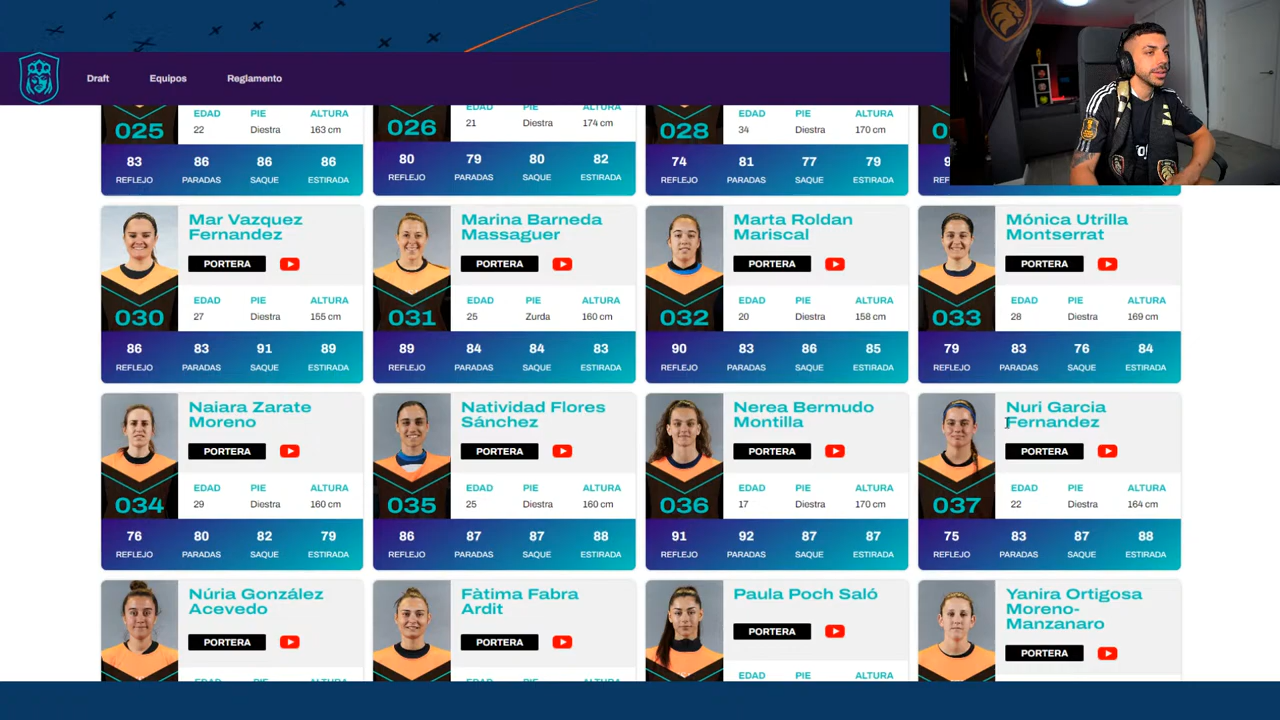 Draft
Equipos
Reglamento
025
EDAD PIE ALTURA
22 Diestra 163 cm
83 86 86 86
REFLEJO PARADAS SAQUE ESTIRADA
026
EDAD PIE ALTURA
21 Diestra 174 cm
80 79 80 82
REFLEJO PARADAS SAQUE ESTIRADA
028
EDAD PIE ALTURA
34 Diestra 170 cm
74 81 77 79
REFLEJO PARADAS SAQUE ESTIRADA
Mar Vazquez
Fernandez
PORTERA
030
EDAD PIE ALTURA
27 Diestra 155 cm
86 83 91 89
REFLEJO PARADAS SAQUE ESTIRADA
Marina Barneda
Massaguer
PORTERA
031
EDAD PIE ALTURA
25 Zurda 160 cm
89 84 84 83
REFLEJO PARADAS SAQUE ESTIRADA
Marta Roldan
Mariscal
PORTERA
032
EDAD PIE ALTURA
20 Diestra 158 cm
90 83 86 85
REFLEJO PARADAS SAQUE ESTIRADA
Mónica Utrilla
Montserrat
PORTERA
033
EDAD PIE ALTURA
28 Diestra 169 cm
79 83 76 84
REFLEJO PARADAS SAQUE ESTIRADA
Naiara Zarate
Moreno
PORTERA
034
EDAD PIE ALTURA
29 Diestra 160 cm
76 80 82 79
REFLEJO PARADAS SAQUE ESTIRADA
Natividad Flores
Sánchez
PORTERA
035
EDAD PIE ALTURA
25 Diestra 160 cm
86 87 87 88
REFLEJO PARADAS SAQUE ESTIRADA
Nerea Bermudo
Montilla
PORTERA
036
EDAD PIE ALTURA
17 Diestra 170 cm
91 92 87 87
REFLEJO PARADAS SAQUE ESTIRADA
Nuri Garcia
Fernandez
PORTERA
037
EDAD PIE ALTURA
22 Diestra 164 cm
75 83 87 88
REFLEJO PARADAS SAQUE ESTIRADA
Núria González
Acevedo
PORTERA
Fàtima Fabra
Ardit
PORTERA
Paula Poch Saló
PORTERA
EDAD PIE ALTURA
Yanira Ortigosa
Moreno-
Manzanaro
PORTERA